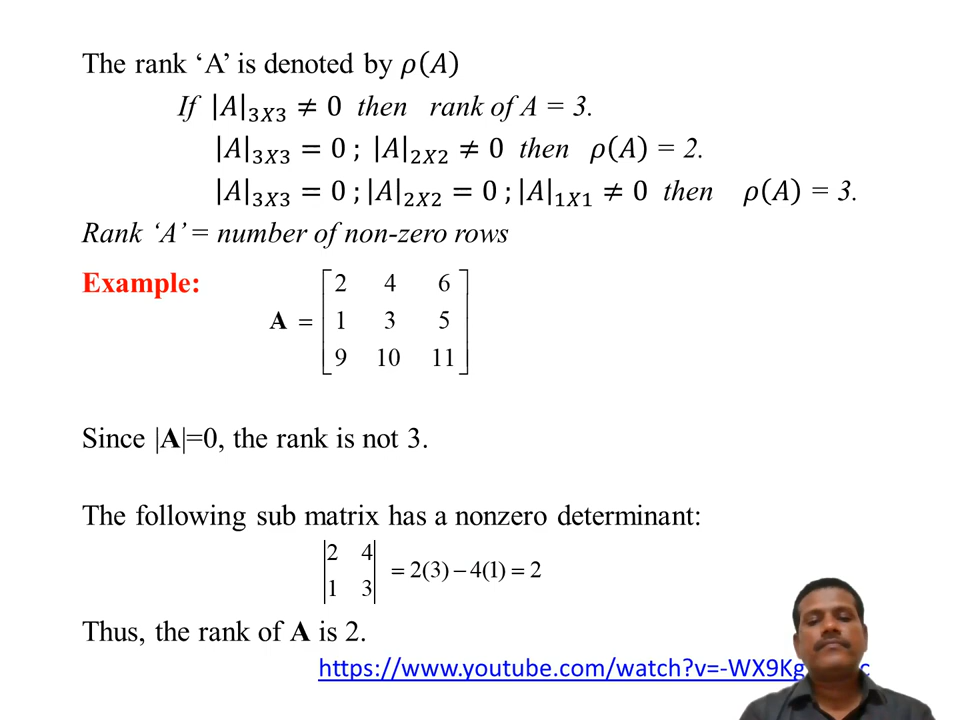 The rank ‘A’ is denoted by 𝜌(𝐴)
If |𝐴|₃ₓ₃ ≠ 0 then rank of A = 3.
|𝐴|₃ₓ₃ = 0 ; |𝐴|₂ₓ₂ ≠ 0 then 𝜌(𝐴) = 2.
|𝐴|₃ₓ₃ = 0 ; |𝐴|₂ₓ₂ = 0 ; |𝐴|₁ₓ₁ ≠ 0 then 𝜌(𝐴) = 3.
Rank ‘A’ = number of non-zero rows
Example:
2 4 6
A = 1 3 5
9 10 11
Since |A|=0, the rank is not 3.
The following sub matrix has a nonzero determinant:
2 4
= 2(3) − 4(1) = 2
1 3
Thus, the rank of A is 2.
https://www.youtube.com/watch?v=-WX9Kg